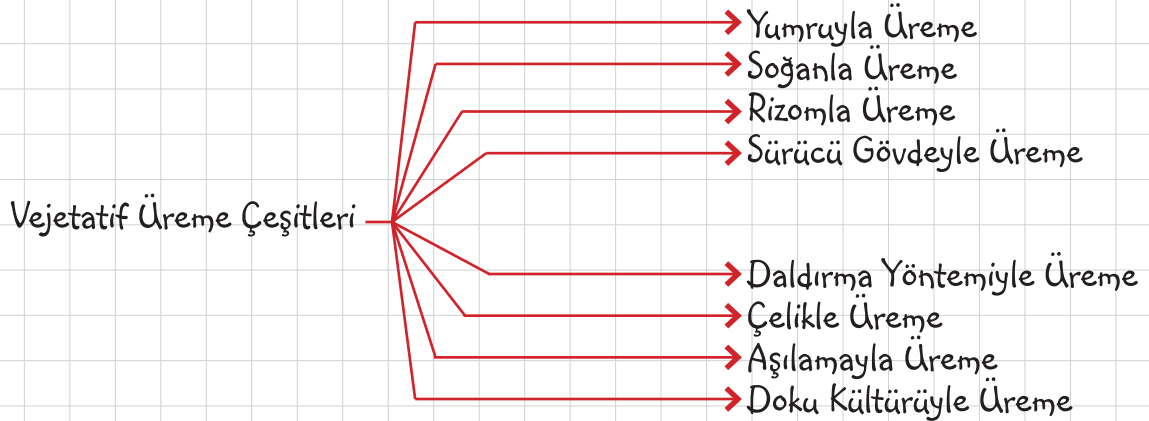 Vejetatif Üreme Çeşitleri
Yumruyla Üreme
Soğanla Üreme
Rizomla Üreme
Sürücü Gövdeyle Üreme
Daldırma Yöntemiyle Üreme
Çelikle Üreme
Aşılamayla Üreme
Doku Kültürüyle Üreme